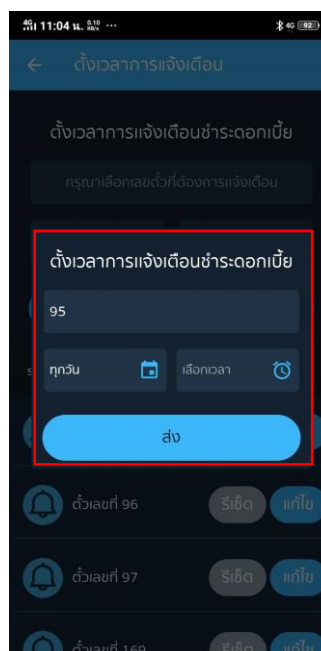 4G 11:04 น. 0.10 KB/s ... 4G 92
ตั้งเวลาการแจ้งเตือน
ตั้งเวลาการแจ้งเตือนชำระดอกเบี้ย
กรุณาเลือกเลขตั๋วที่ต้องการแจ้งเตือน
ตั้งเวลาการแจ้งเตือนชำระดอกเบี้ย
95
ทุกวัน เลือกเวลา
ส่ง
ตั๋วเลขที่ 96 รีเซ็ต แก้ไข
ตั๋วเลขที่ 97 รีเซ็ต แก้ไข
ตั๋วเลขที่ 169 รีเซ็ต แก้ไข